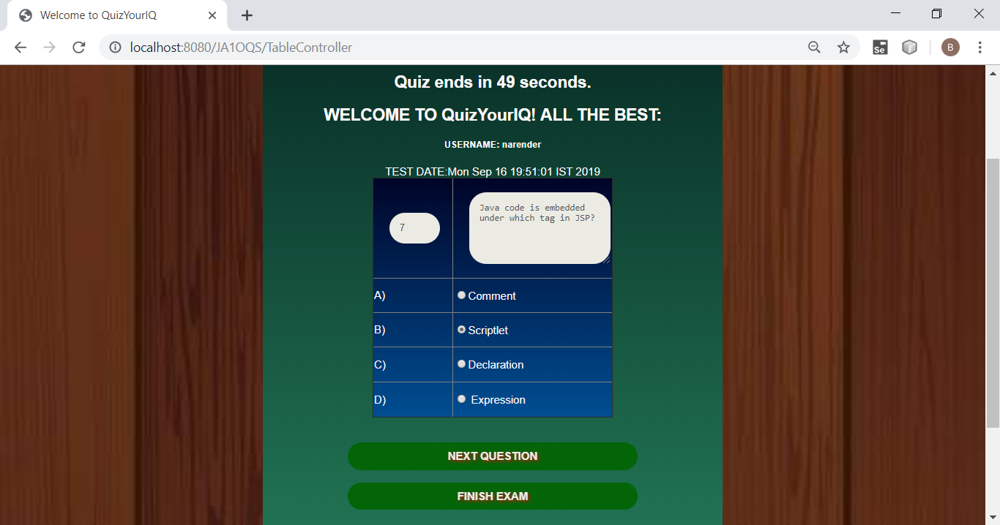 Welcome to QuizYourIQ
localhost:8080/JA1OQS/TableController
Se
B
Quiz ends in 49 seconds.
WELCOME TO QuizYourIQ! ALL THE BEST:
USERNAME: narender
TEST DATE:Mon Sep 16 19:51:01 IST 2019
7
Java code is embedded
under which tag in JSP?
A) Comment
B) Scriptlet
C) Declaration
D) Expression
NEXT QUESTION
FINISH EXAM